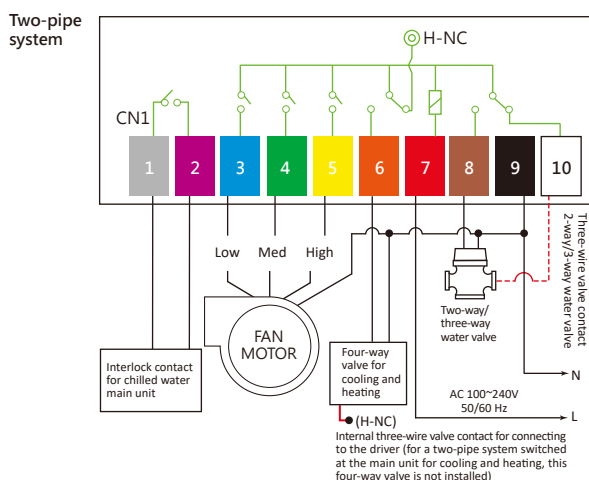 Two-pipe
system
H-NC
CN1
1 2 3 4 5 6 7 8 9 10
Low Med High
FAN
MOTOR
Interlock contact
for chilled water
main unit
Four-way
valve for
cooling and
heating
(H-NC)
Two-way/
three-way
water valve
Three-wire valve contact
2-way/3-way water valve
N
AC 100~240V
50/60 Hz
L
Internal three-wire valve contact for connecting
to the driver (for a two-pipe system switched
at the main unit for cooling and heating, this
four-way valve is not installed)